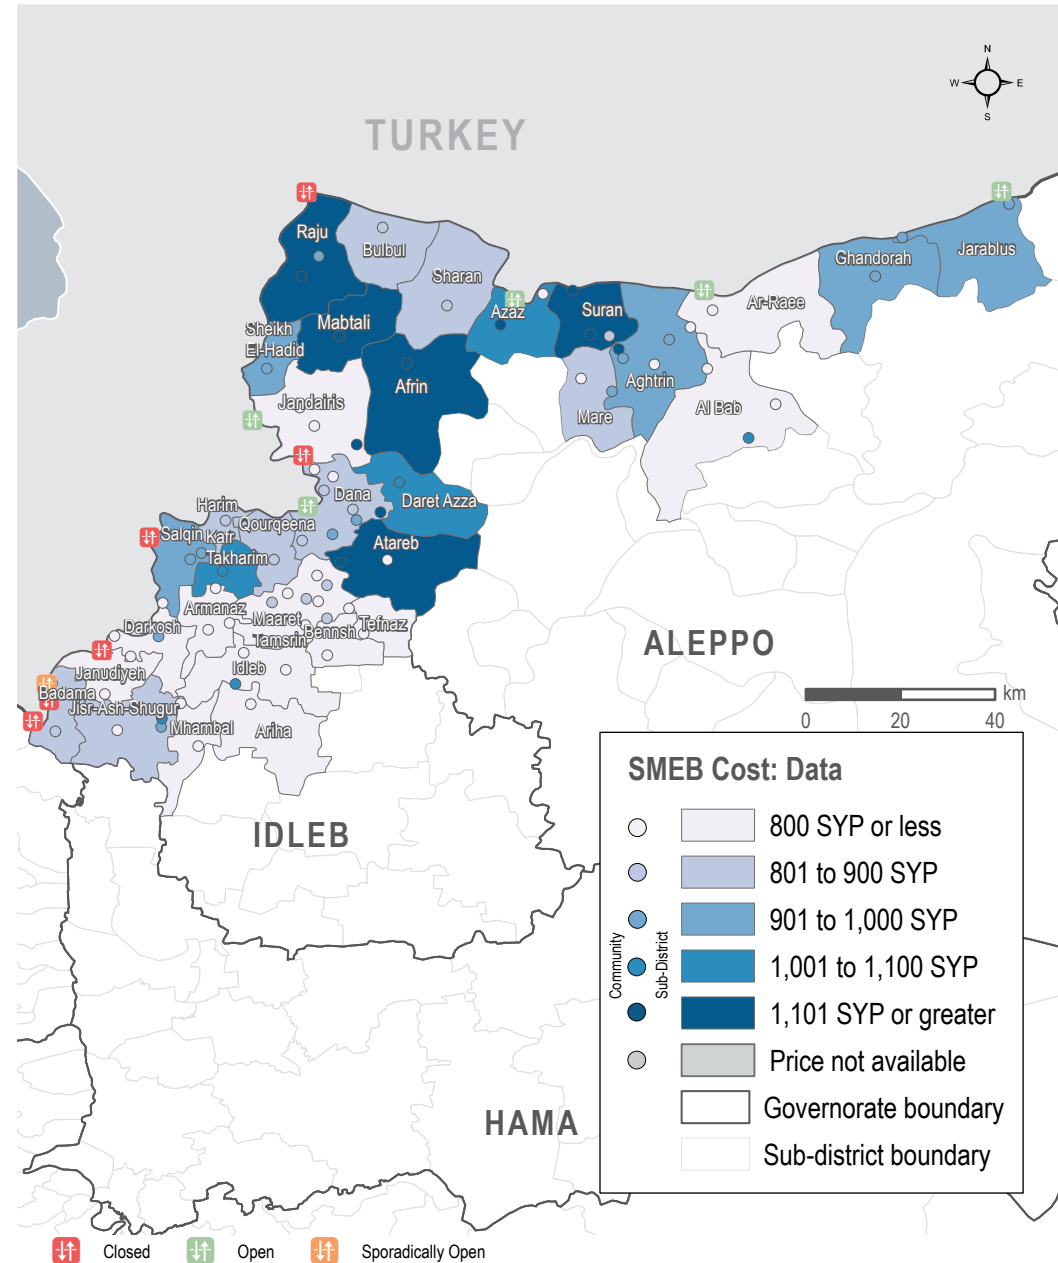 N
W E
S
TURKEY
Raju
Bulbul
Sharan
Jarablus
Ghandorah
Ar-Raee
Azaz
Suran
Mabtali
Sheikh
El-Hadid
Afrin
Aghtrin
Jandairis
Al Bab
Mare
Dana
Daret Azza
Harim
Qourqeena
Salqin
Kafr
Takharim
Atareb
Armanaz
Maaret
Tamsrin
Bennsh
Tefnaz
Darkosh
ALEPPO
Janudiyeh
Idleb
Badama
Jisr-Ash-Shugur
Mhambal
Ariha
km
0 20 40
IDLEB
HAMA
SMEB Cost: Data
800 SYP or less
801 to 900 SYP
901 to 1,000 SYP
1,001 to 1,100 SYP
1,101 SYP or greater
Price not available
Governorate boundary
Sub-district boundary
Community
Sub-District
Closed
Open
Sporadically Open